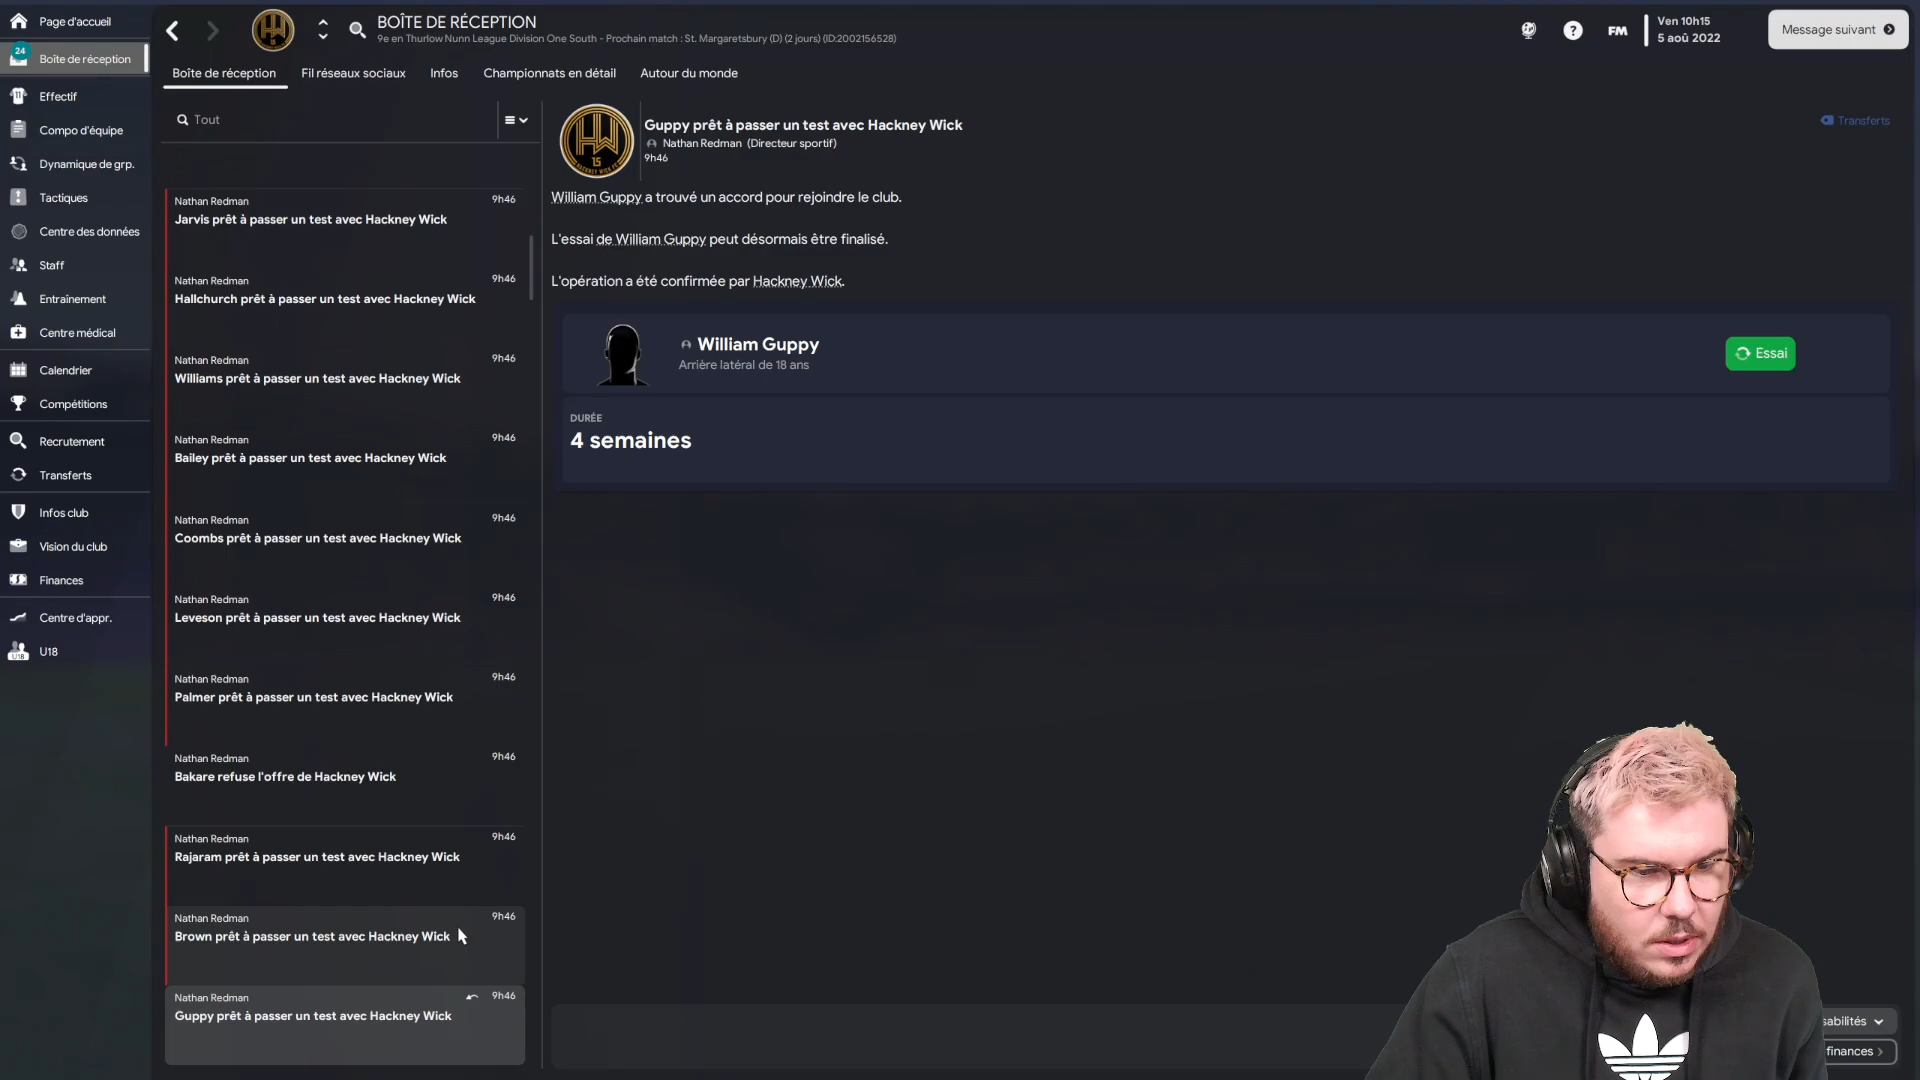 Page d'accueil
24
Boîte de réception
Effectif
Compo d'équipe
Dynamique de grp.
Tactiques
Centre des données
Staff
Entraînement
Centre médical
Calendrier
Compétitions
Recrutement
Transferts
Infos club
Vision du club
Finances
Centre d'appr.
U18
U18
BOÎTE DE RÉCEPTION
9e en Thurlow Nunn League Division One South - Prochain match : St. Margaretsbury (D) (2 jours) (ID:2002156528)
FM
Ven 10h15
5 aoû 2022
Message suivant
Boîte de réception
Fil réseaux sociaux
Infos
Championnats en détail
Autour du monde
Tout
Nathan Redman 9h46
Jarvis prêt à passer un test avec Hackney Wick
Nathan Redman 9h46
Hallchurch prêt à passer un test avec Hackney Wick
Nathan Redman 9h46
Williams prêt à passer un test avec Hackney Wick
Nathan Redman 9h46
Bailey prêt à passer un test avec Hackney Wick
Nathan Redman 9h46
Coombs prêt à passer un test avec Hackney Wick
Nathan Redman 9h46
Leveson prêt à passer un test avec Hackney Wick
Nathan Redman 9h46
Palmer prêt à passer un test avec Hackney Wick
Nathan Redman 9h46
Bakare refuse l'offre de Hackney Wick
Nathan Redman 9h46
Rajaram prêt à passer un test avec Hackney Wick
Nathan Redman 9h46
Brown prêt à passer un test avec Hackney Wick
Nathan Redman 9h46
Guppy prêt à passer un test avec Hackney Wick
HW
15
Guppy prêt à passer un test avec Hackney Wick
Nathan Redman (Directeur sportif)
9h46
Transferts
William Guppy a trouvé un accord pour rejoindre le club.
L'essai de William Guppy peut désormais être finalisé.
L'opération a été confirmée par Hackney Wick.
William Guppy
Arrière latéral de 18 ans
Essai
DURÉE
4 semaines
sabilités
finances